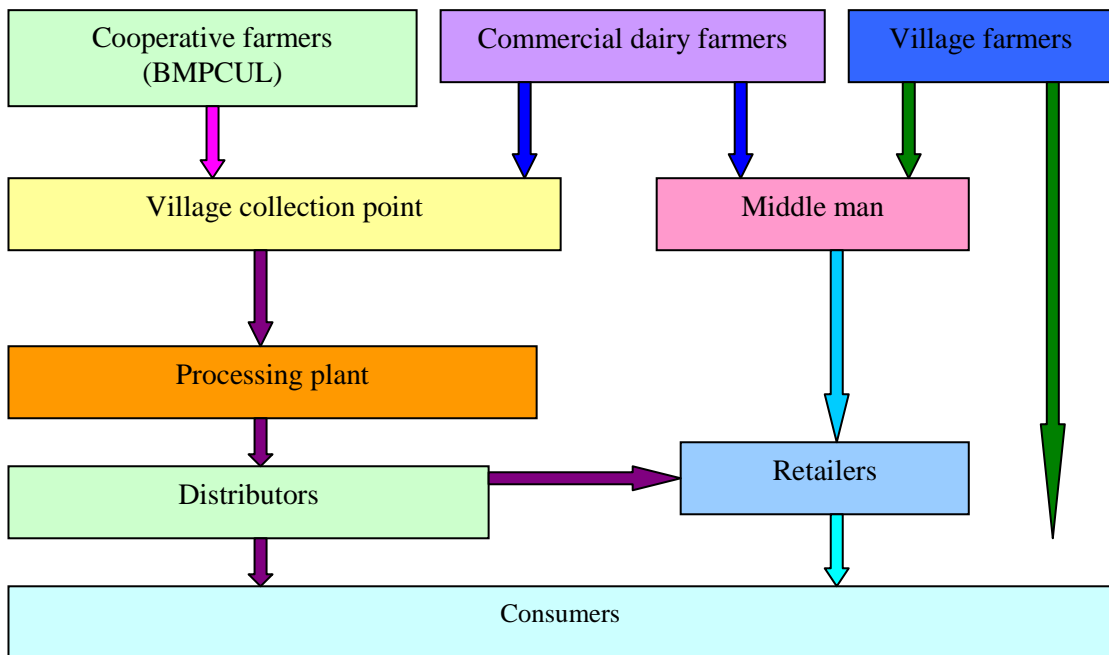 Cooperative farmers
(BMPCUL)
Commercial dairy farmers
Village farmers
Village collection point
Middle man
Processing plant
Retailers
Distributors
Consumers